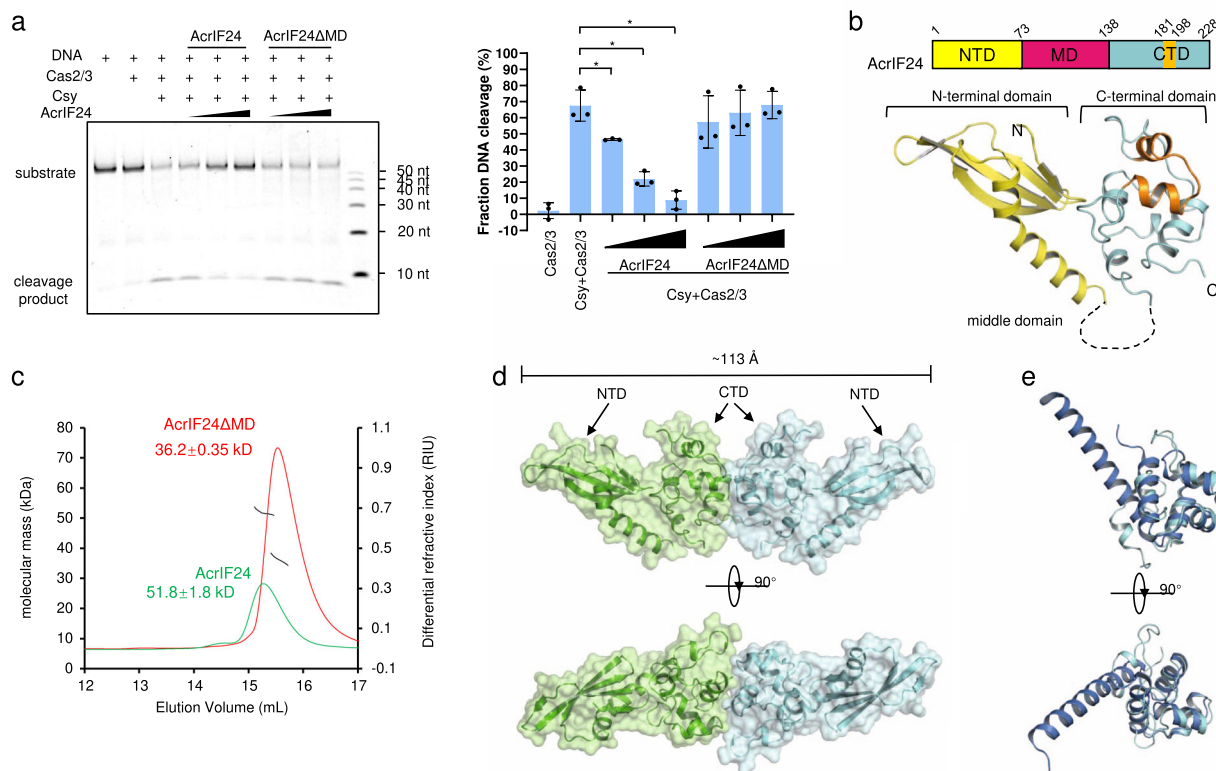 a
AcrIF24 AcrIF24ΔMD
DNA + + + + + + + + +
Cas2/3 + + + + + + + +
Csy + + + + + + +
AcrIF24
substrate
50 nt
45 nt
40 nt
30 nt
20 nt
10 nt
cleavage
product
Fraction DNA cleavage (%)
100
90
80
70
60
50
40
30
20
10
0
-10
*
*
*
Cas2/3
Csy+Cas2/3
AcrIF24 AcrIF24ΔMD
Csy+Cas2/3
b
1 73 138 181 198 228
AcrIF24 NTD MD CTD
N-terminal domain C-terminal domain
N
C
middle domain
c
AcrIF24ΔMD
36.2±0.35 kD
AcrIF24
51.8±1.8 kD
molecular mass (kDa)
80
70
60
50
40
30
20
10
0
12 13 14 15 16 17
Elution Volume (mL)
1.1
0.9
0.7
0.5
0.3
0.1
-0.1
Differential refractive index (RIU)
d
~113 Å
NTD CTD NTD
90°
e
90°